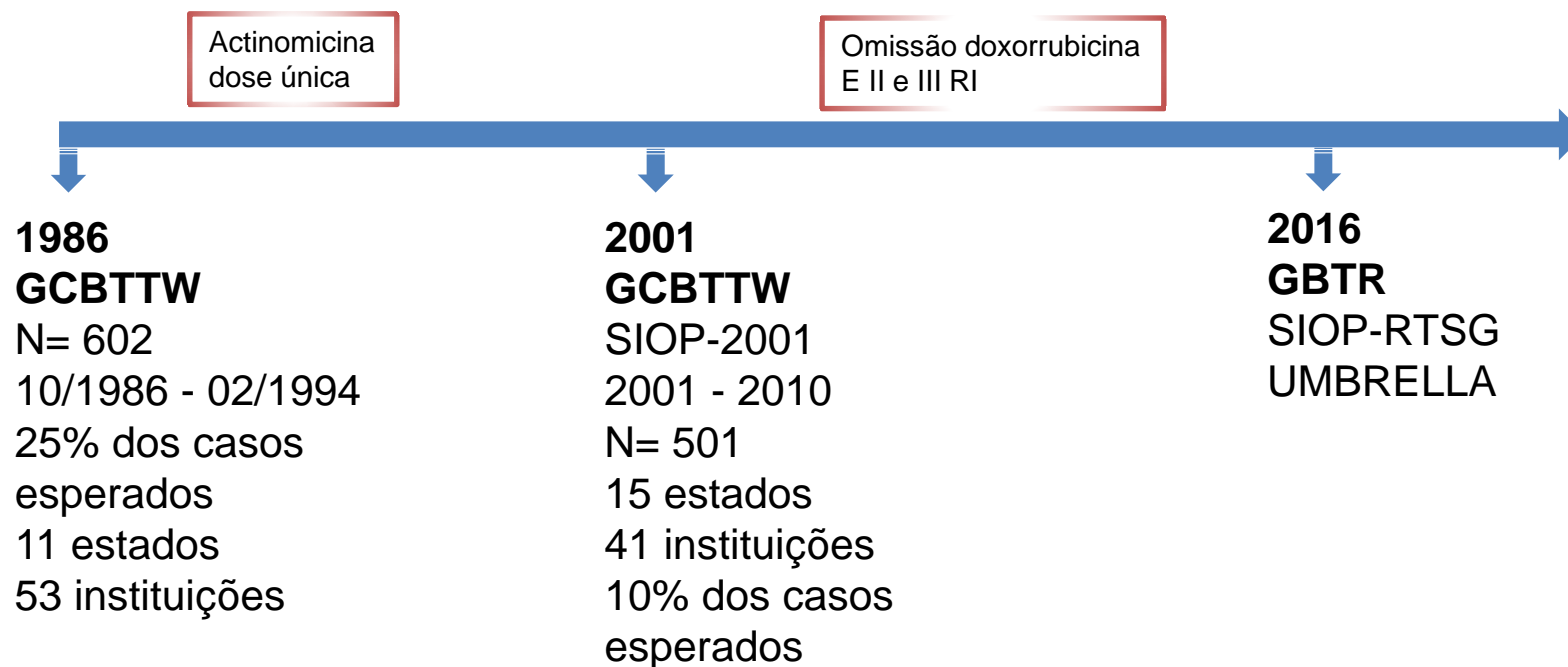 Actinomicina
dose única
Omissão doxorrubicina
E II e III RI
1986
GCBTTW
N= 602
10/1986 - 02/1994
25% dos casos
esperados
11 estados
53 instituições
2001
GCBTTW
SIOP-2001
2001 - 2010
N= 501
15 estados
41 instituições
10% dos casos
esperados
2016
GBTR
SIOP-RTSG
UMBRELLA